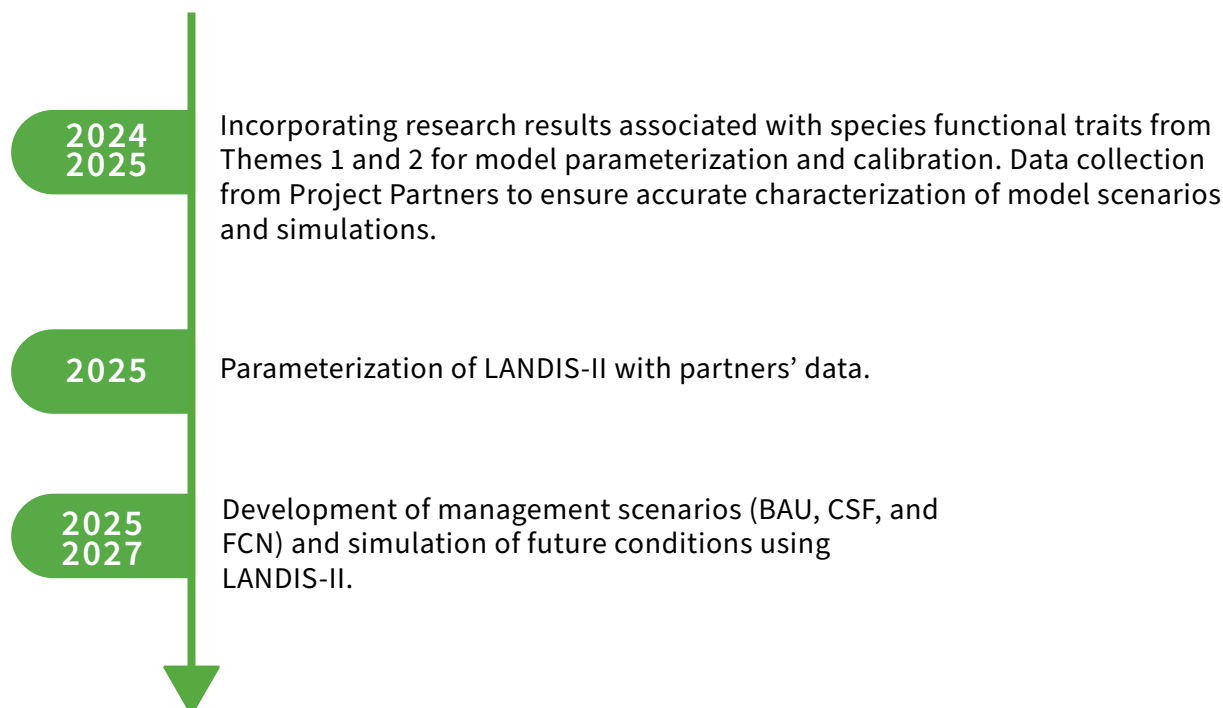 2024
2025
Incorporating research results associated with species functional traits from
Themes 1 and 2 for model parameterization and calibration. Data collection
from Project Partners to ensure accurate characterization of model scenarios
and simulations.
2025
Parameterization of LANDIS-II with partners’ data.
2025
2027
Development of management scenarios (BAU, CSF, and
FCN) and simulation of future conditions using
LANDIS-II.